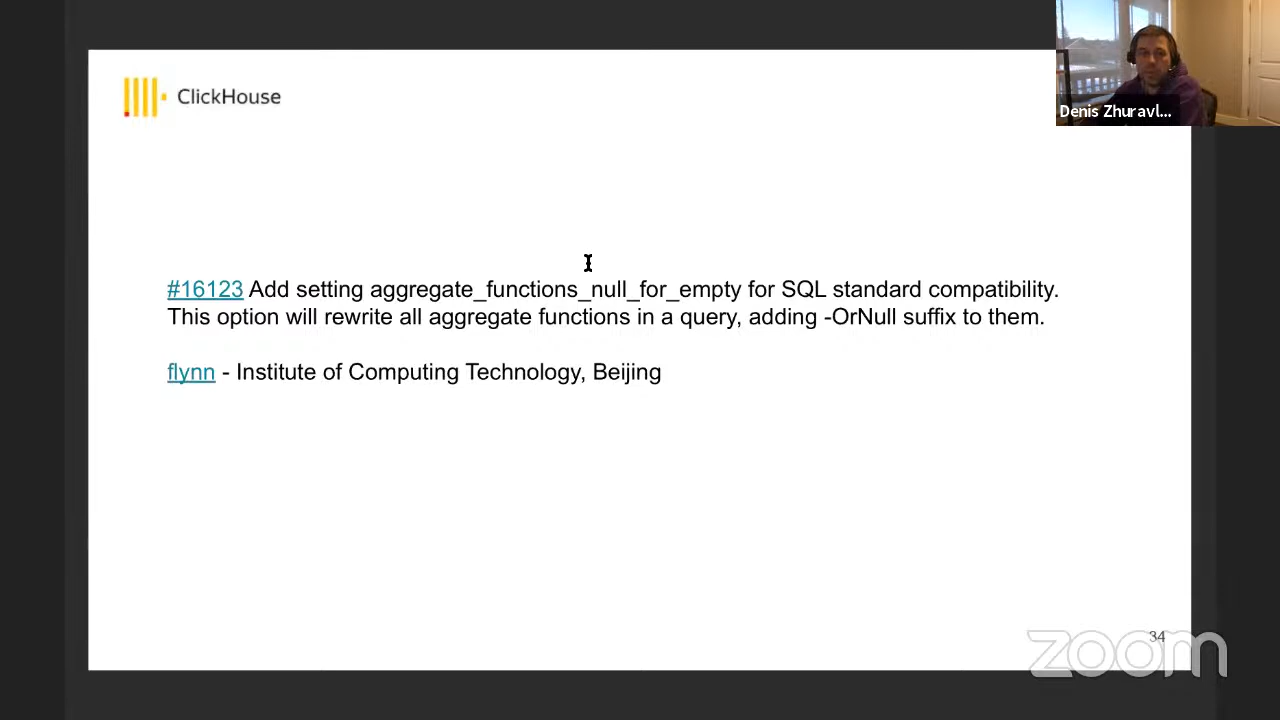 ClickHouse
Denis Zhuravl...
#16123 Add setting aggregate_functions_null_for_empty for SQL standard compatibility.
This option will rewrite all aggregate functions in a query, adding -OrNull suffix to them.
flynn - Institute of Computing Technology, Beijing
34
zoom